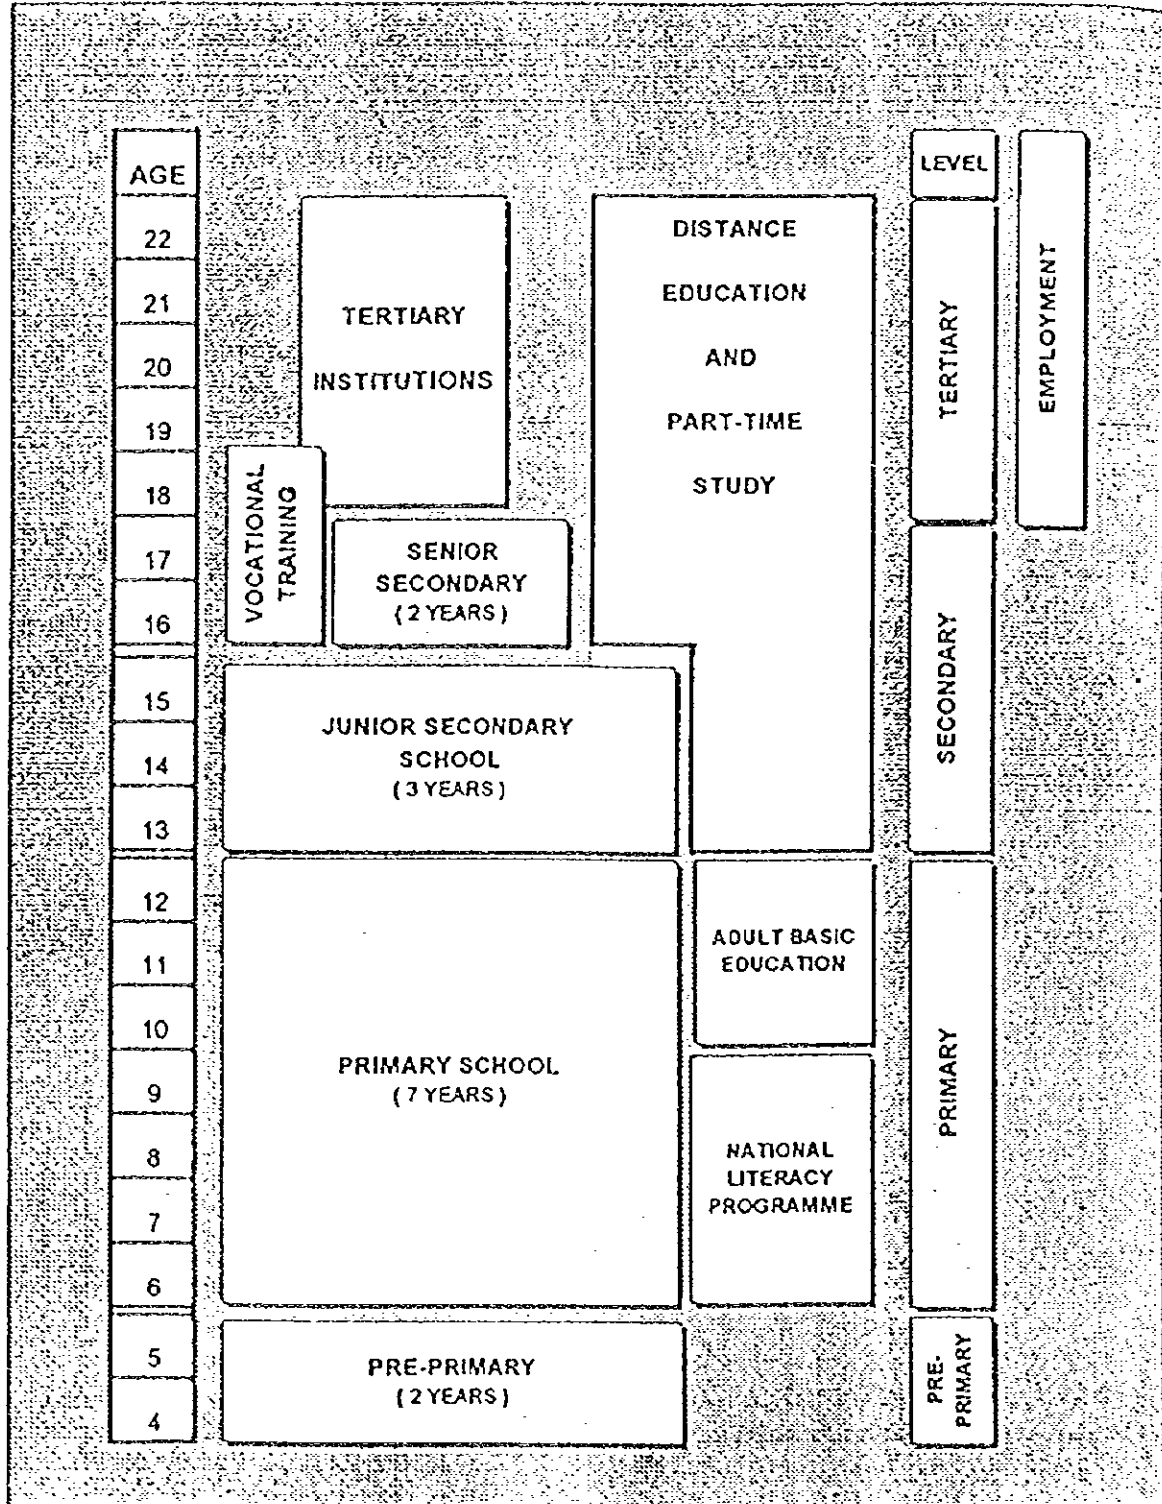 AGE
22
21
20
19
18
17
16
15
14
13
12
11
10
9
8
7
6
5
4
TERTIARY
INSTITUTIONS
VOCATIONAL
TRAINING
SENIOR
SECONDARY
( 2 YEARS )
JUNIOR SECONDARY
SCHOOL
( 3 YEARS )
PRIMARY SCHOOL
( 7 YEARS )
PRE-PRIMARY
( 2 YEARS )
DISTANCE
EDUCATION
AND
PART-TIME
STUDY
ADULT BASIC
EDUCATION
NATIONAL
LITERACY
PROGRAMME
LEVEL
TERTIARY
SECONDARY
PRIMARY
PRE-
PRIMARY
EMPLOYMENT